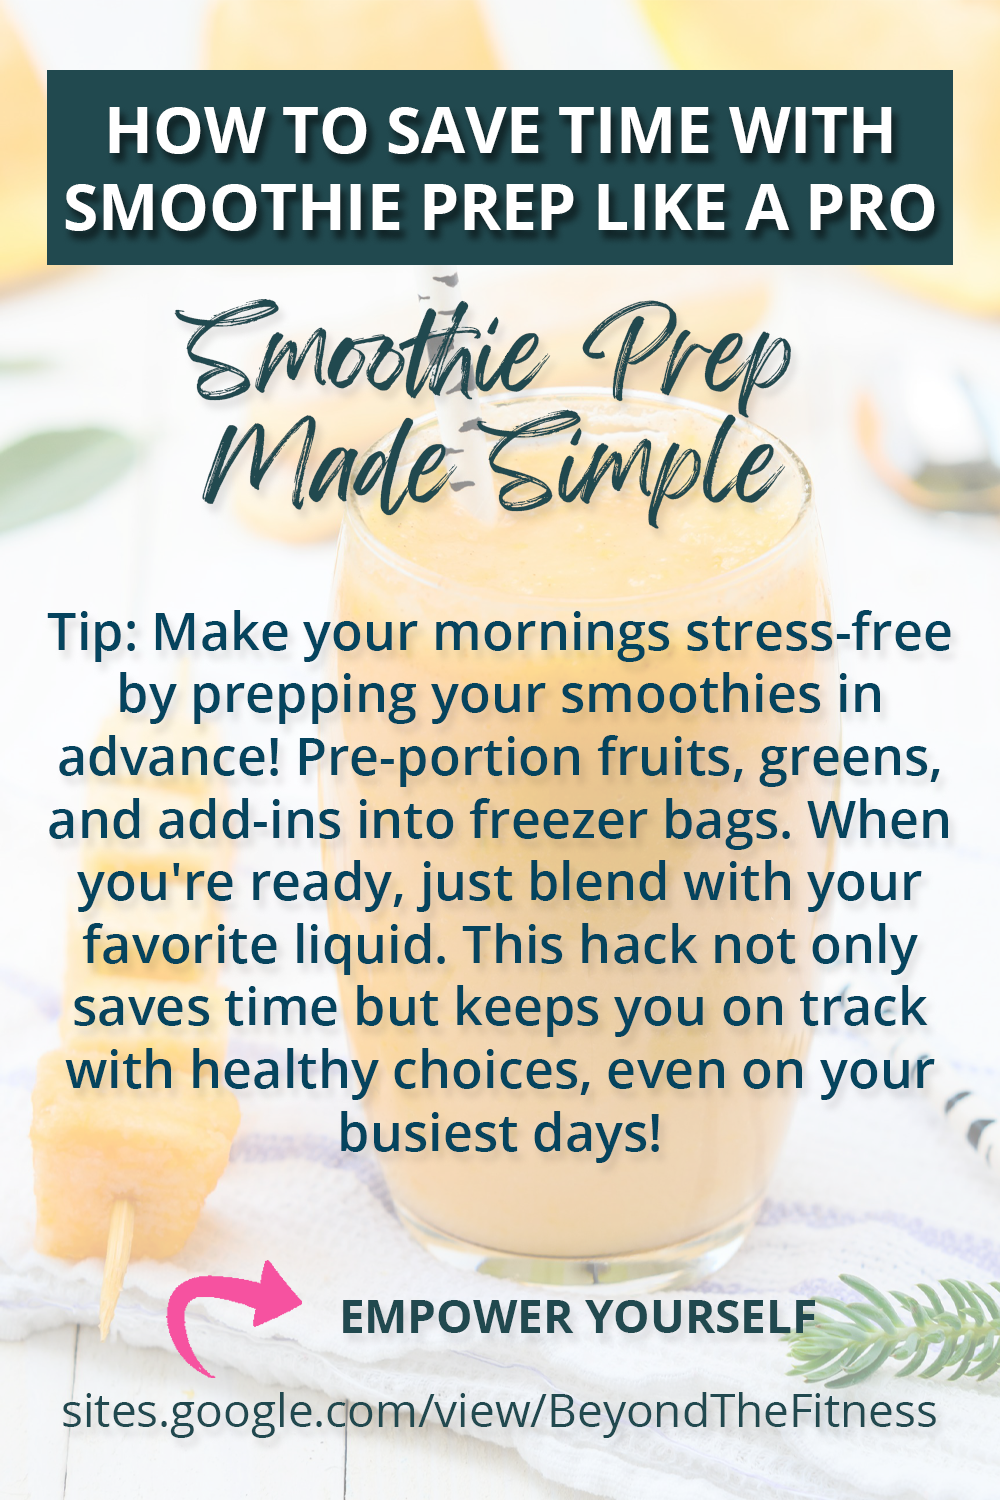 HOW TO SAVE TIME WITH
SMOOTHIE PREP LIKE A PRO
Smoothie Prep
Made Simple
Tip: Make your mornings stress-free
by prepping your smoothies in
advance! Pre-portion fruits, greens,
and add-ins into freezer bags. When
you're ready, just blend with your
favorite liquid. This hack not only
saves time but keeps you on track
with healthy choices, even on your
busiest days!
EMPOWER YOURSELF
sites.google.com/view/BeyondTheFitness